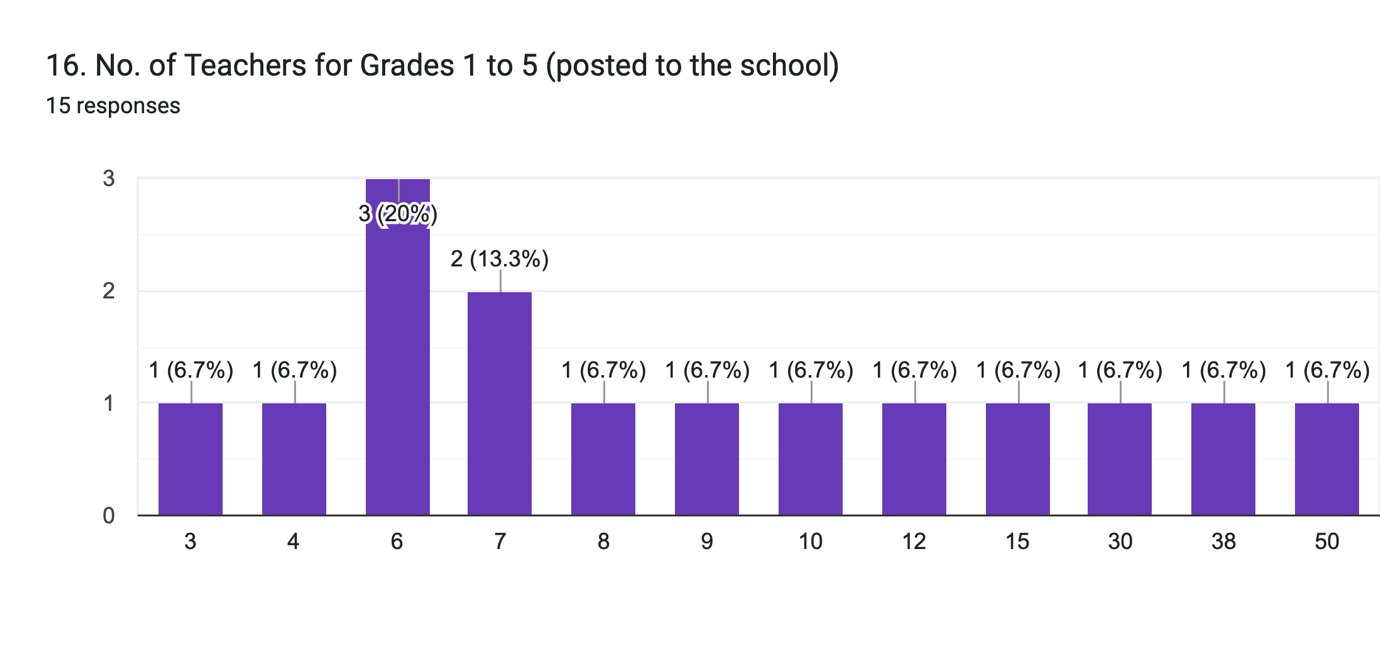 16. No. of Teachers for Grades 1 to 5 (posted to the school)
15 responses
3
3 (20%)
2 (13.3%)
2
1 (6.7%) 1 (6.7%) 1 (6.7%) 1 (6.7%) 1 (6.7%) 1 (6.7%) 1 (6.7%) 1 (6.7%) 1 (6.7%) 1 (6.7%)
1
0
3 4 6 7 8 9 10 12 15 30 38 50